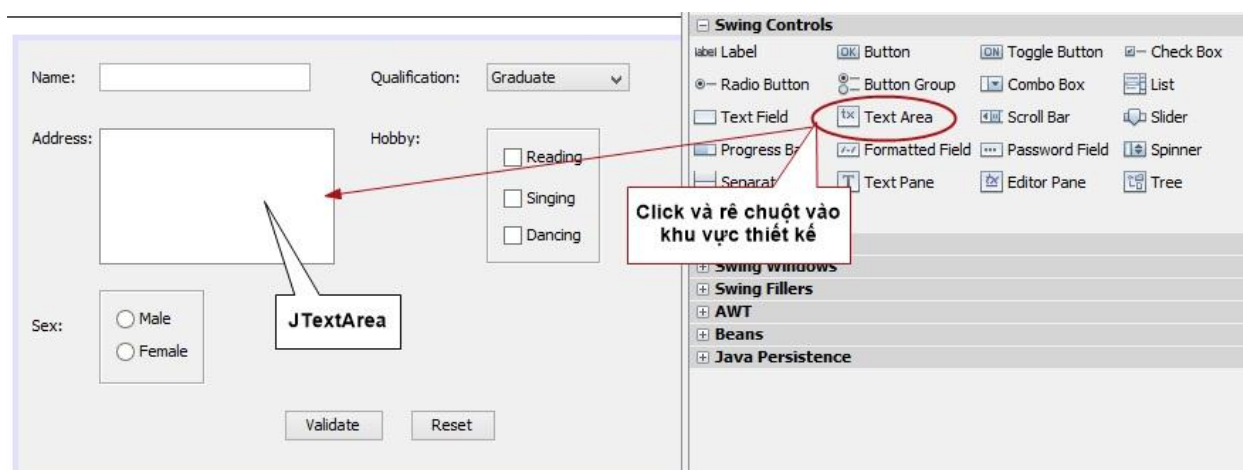 Name:
Qualification:
Graduate
Address:
Hobby:
Reading
Singing
Dancing
JTextArea
Sex:
Male
Female
Validate
Reset
Swing Controls
label Label
OK Button
ON Toggle Button
Check Box
Radio Button
Button Group
Combo Box
List
Text Field
tx Text Area
Scroll Bar
Slider
Progress Ba
Formatted Field
Password Field
Spinner
Separat
T Text Pane
Editor Pane
Tree
Click và rê chuột vào
khu vực thiết kế
Swing Windows
Swing Fillers
AWT
Beans
Java Persistence